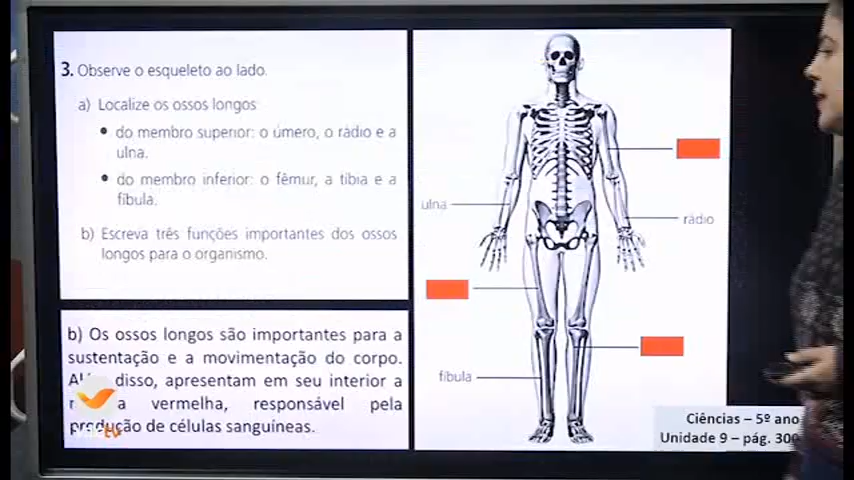 3. Observe o esqueleto ao lado.
a) Localize os ossos longos
• do membro superior: o úmero, o rádio e a
ulna.
• do membro inferior: o fêmur, a tíbia e a
fíbula.
b) Escreva três funções importantes dos ossos
longos para o organismo.
b) Os ossos longos são importantes para a
sustentação e a movimentação do corpo.
disso, apresentam em seu interior a
vermelha, responsável pela
produção de células sanguíneas.
ulna
rádio
fíbula
Ciências – 5º ano
Unidade 9 – pág. 300
tv